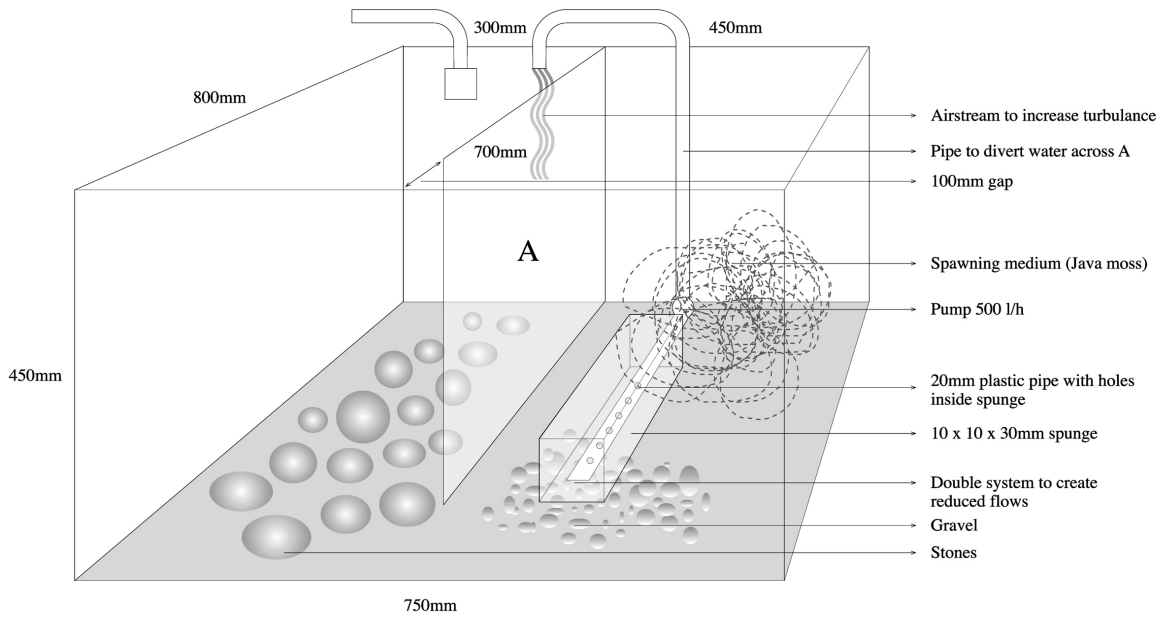 300mm
450mm
800mm
Airstream to increase turbulance
700mm
Pipe to divert water across A
100mm gap
A
Spawning medium (Java moss)
Pump 500 l/h
450mm
20mm plastic pipe with holes
inside spunge
10 x 10 x 30mm spunge
Double system to create
reduced flows
Gravel
Stones
750mm